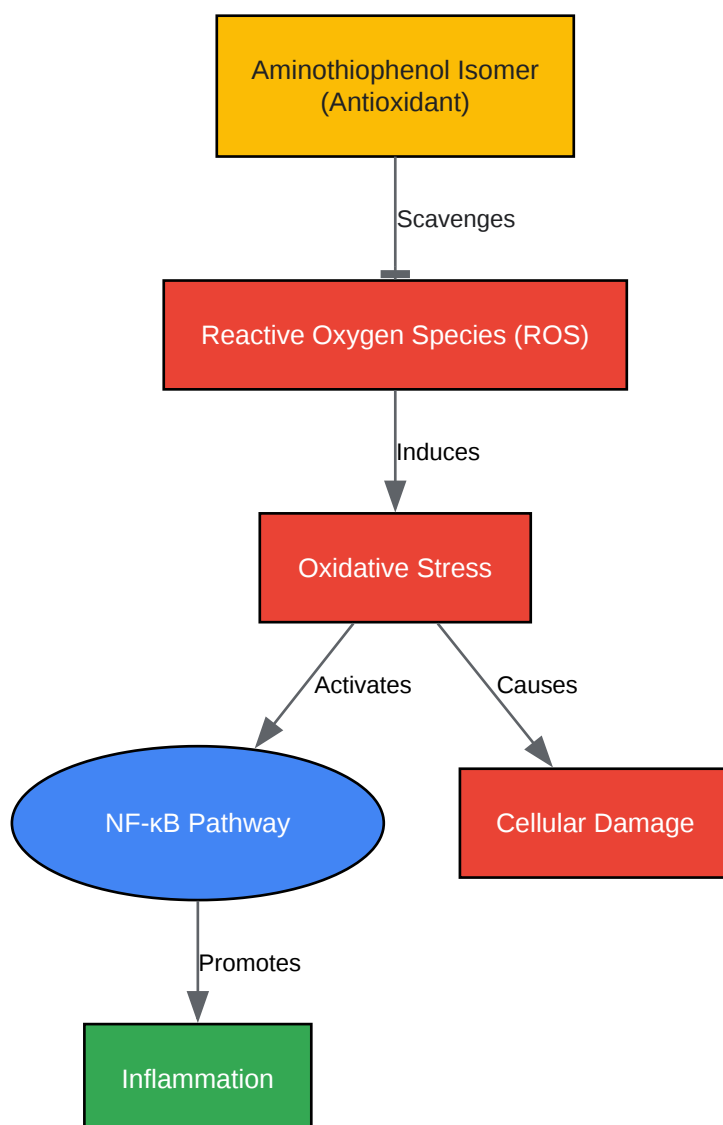 Aminothiophenol Isomer
(Antioxidant)
Scavenges
Reactive Oxygen Species (ROS)
Induces
Oxidative Stress
Activates
Causes
NF-κB Pathway
Cellular Damage
Promotes
Inflammation